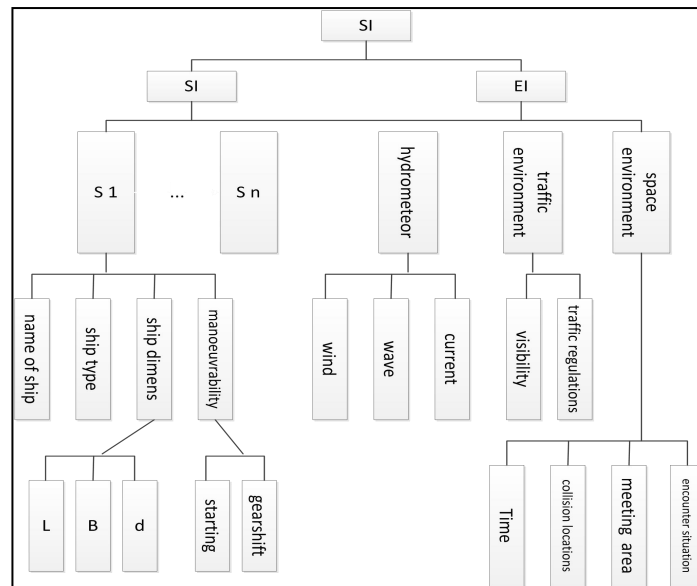 SI
SI
EI
S 1
...
S n
hydrometeor
traffic
environment
space
environment
name of ship
ship type
ship dimens
manoeuvrability
wind
wave
current
visibility
traffic regulations
L
B
d
starting
gearshift
Time
collision locations
meeting area
encounter situation